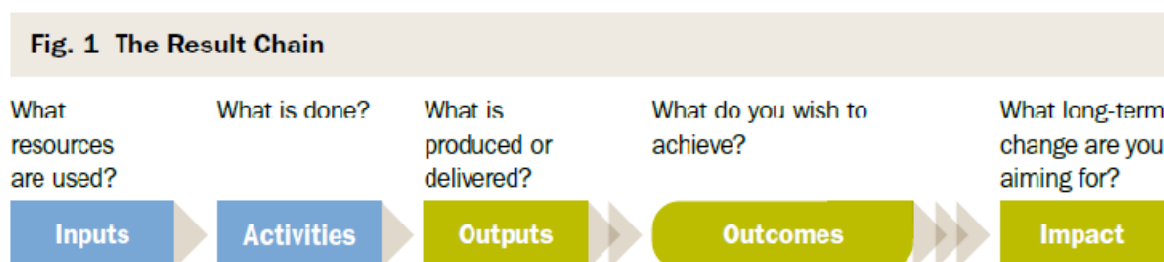 Fig. 1 The Result Chain
What
resources
are used?
What is done?
What is
produced or
delivered?
What do you wish to
achieve?
What long-term
change are you
aiming for?
Inputs
Activities
Outputs
Outcomes
Impact